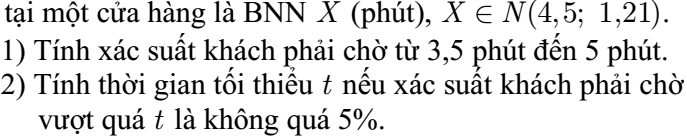 tại một cửa hàng là BNN X (phút), X ∈ N(4,5; 1,21).
1) Tính xác suất khách phải chờ từ 3,5 phút đến 5 phút.
2) Tính thời gian tối thiểu t nếu xác suất khách phải chờ
vượt quá t là không quá 5%.